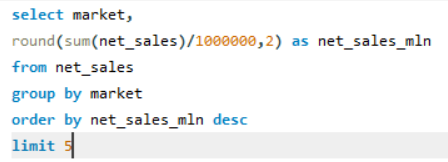 select market,
round(sum(net_sales)/1000000,2) as net_sales_mln
from net_sales
group by market
order by net_sales_mln desc
limit 5